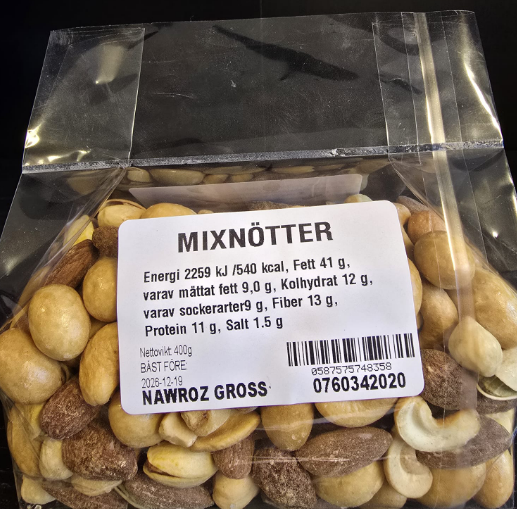 MIXNÖTTER
Energi 2259 kJ /540 kcal, Fett 41 g,
varav mättat fett 9,0 g, Kolhydrat 12 g,
varav sockerarter9 g, Fiber 13 g,
Protein 11 g, Salt 1.5 g
Nettovikt: 400g
BÄST FÖRE:
2026-12-19
NAWROZ GROSS
0587575748358
0760342020